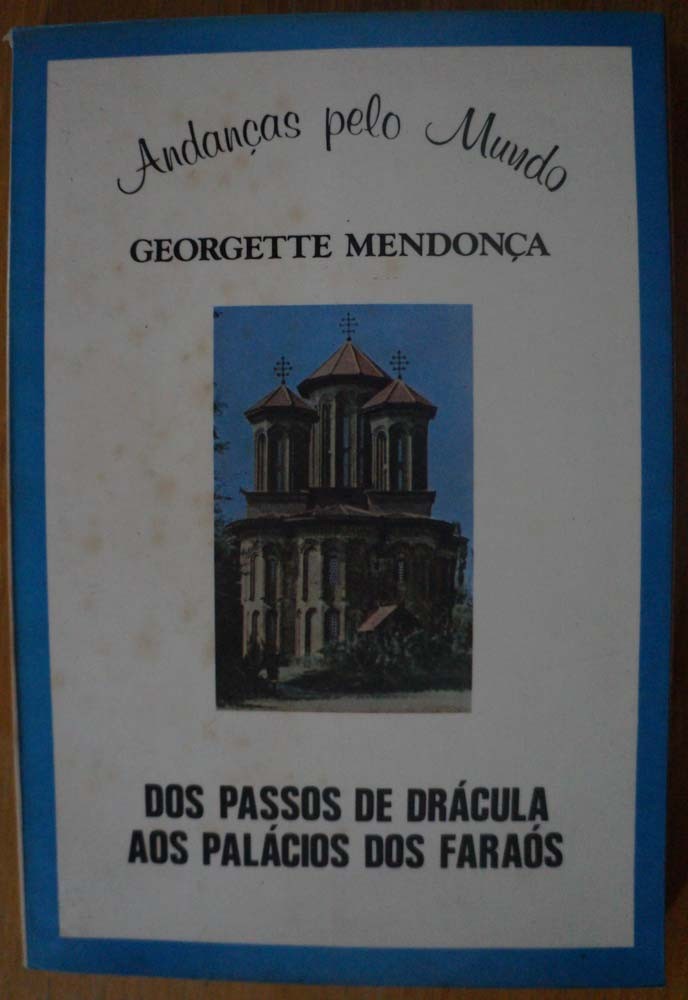 Andanças pelo Mundo
GEORGETTE MENDONÇA
DOS PASSOS DE DRÁCULA
AOS PALÁCIOS DOS FARAÓS